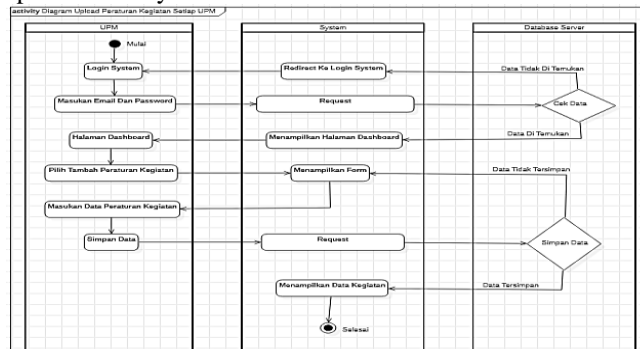 activity Diagram Upload Peraturan Kegiatan Setiap UPM
UPM
System
Database Server
Mulai
Login System
Redirect Ke Login System
Data Tidak Di Temukan
Masukan Email Dan Password
Request
Cek Data
Halaman Dashboard
Menampilkan Halaman Dashboard
Data Di Temukan
Pilih Tambah Peraturan Kegiatan
Menampilkan Form
Data Tidak Tersimpan
Masukan Data Peraturan Kegiatan
Simpan Data
Request
Simpan Data
Menampilkan Data Kegiatan
Data Tersimpan
Selesai